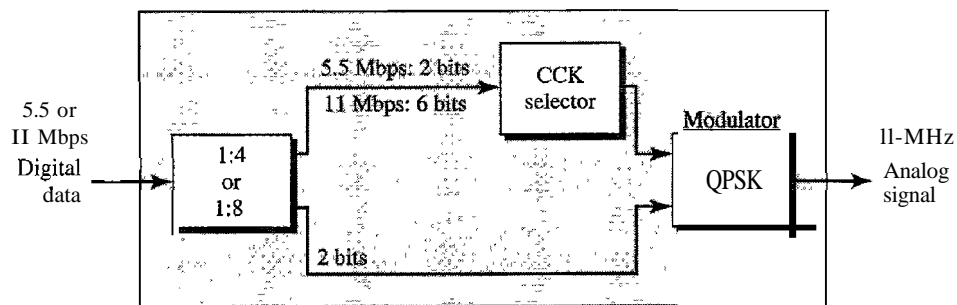 5.5 or
II Mbps
Digital
data
1:4
or
1:8
5.5 Mbps: 2 bits
11 Mbps: 6 bits
CCK
selector
2 bits
Modulator
QPSK
ll-MHz
Analog
signal